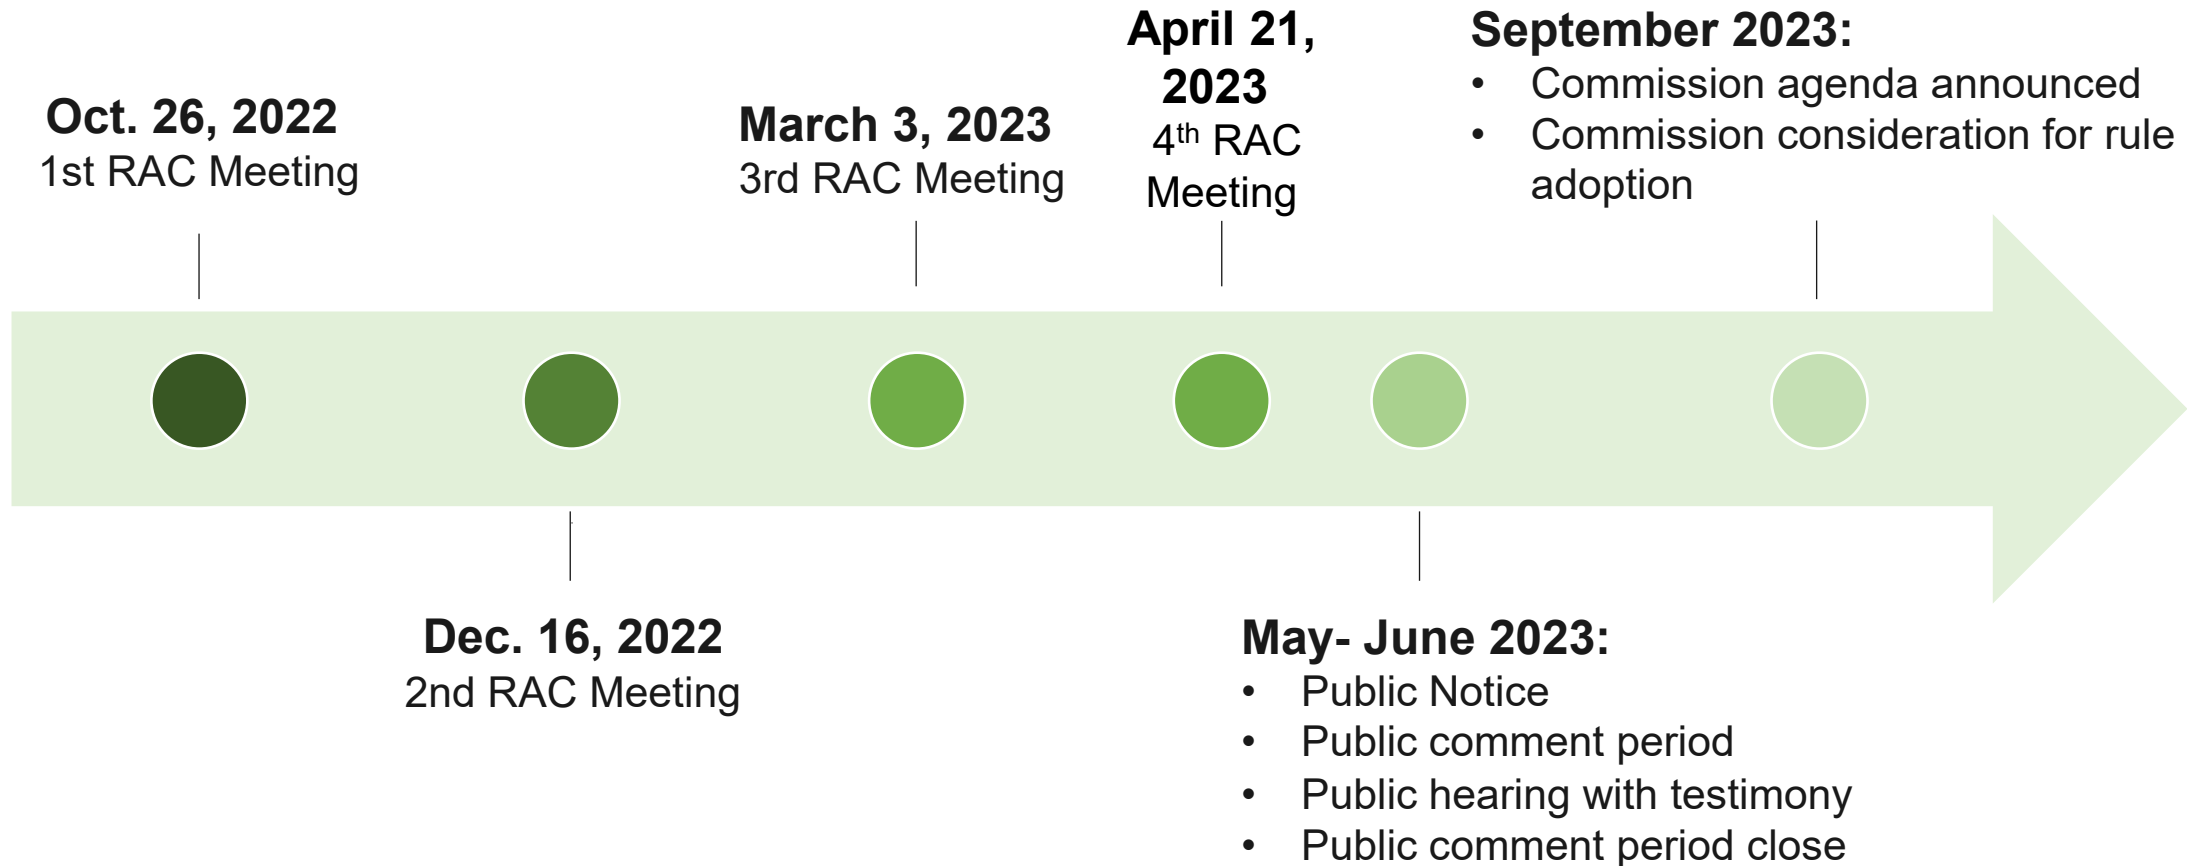 Oct. 26, 2022
1st RAC Meeting
Dec. 16, 2022
2nd RAC Meeting
March 3, 2023
3rd RAC Meeting
April 21,
2023
4th RAC
Meeting
May- June 2023:
• Public Notice
• Public comment period
• Public hearing with testimony
• Public comment period close
September 2023:
• Commission agenda announced
• Commission consideration for rule
adoption